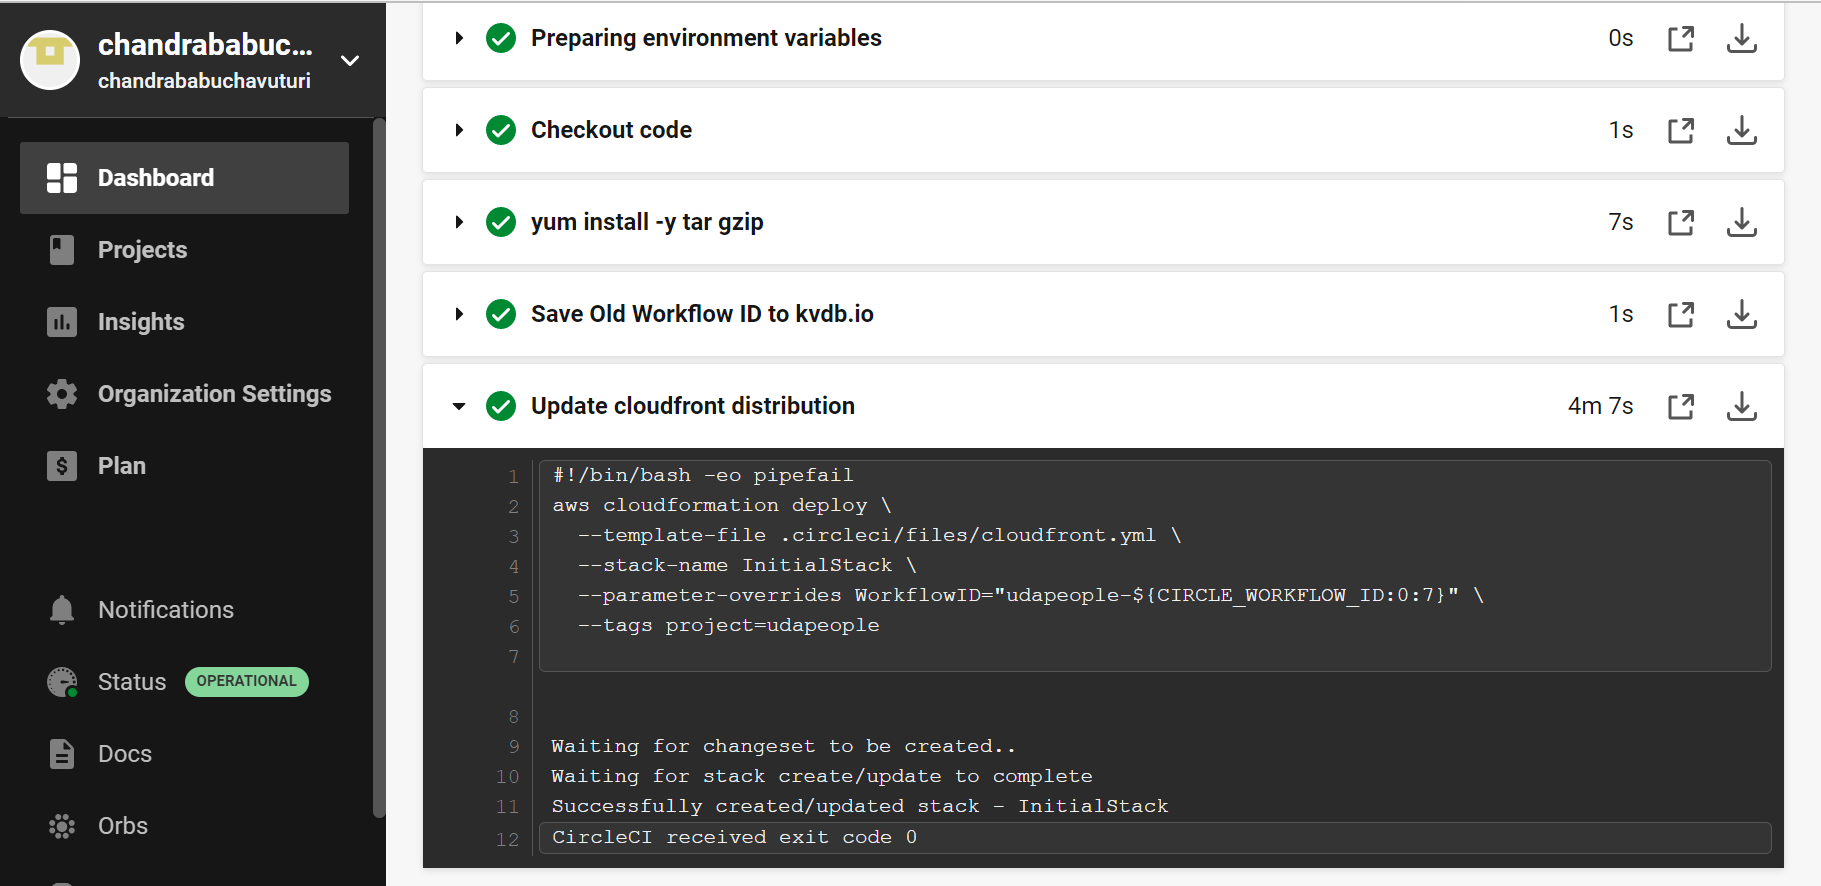 chandrababuc...
chandrababuchavuturi
Dashboard
Projects
Insights
Organization Settings
Plan
Notifications
Status OPERATIONAL
Docs
Orbs
Preparing environment variables 0s
Checkout code 1s
yum install -y tar gzip 7s
Save Old Workflow ID to kvdb.io 1s
Update cloudfront distribution 4m 7s
1 #!/bin/bash -eo pipefail
2 aws cloudformation deploy \
3 --template-file .circleci/files/cloudfront.yml \
4 --stack-name InitialStack \
5 --parameter-overrides WorkflowID="udapeople-${CIRCLE_WORKFLOW_ID:0:7}" \
6 --tags project=udapeople
7
8
9 Waiting for changeset to be created..
10 Waiting for stack create/update to complete
11 Successfully created/updated stack - InitialStack
12 CircleCI received exit code 0